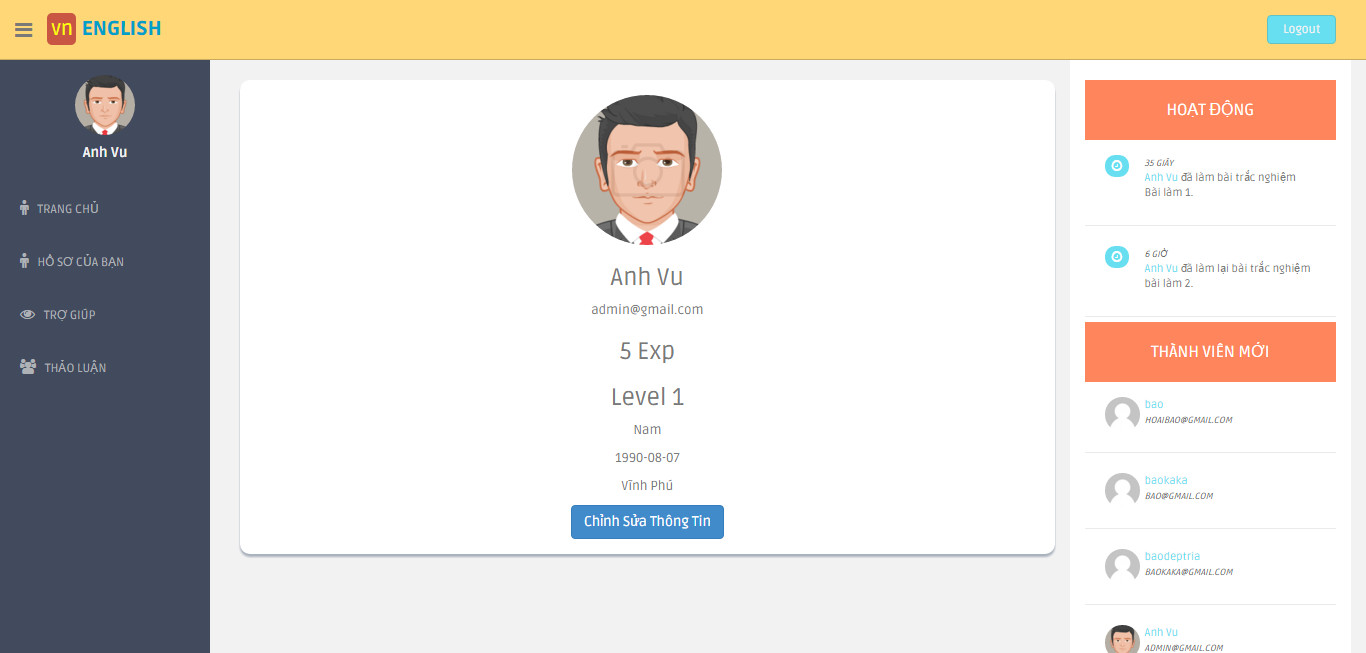 vn ENGLISH
Logout
Anh Vu
TRANG CHỦ
HỒ SƠ CỦA BẠN
TRỢ GIÚP
THẢO LUẬN
Anh Vu
admin@gmail.com
5 Exp
Level 1
Nam
1990-08-07
Vĩnh Phú
Chỉnh Sửa Thông Tin
HOẠT ĐỘNG
35 GIÂY
Anh Vu đã làm bài trắc nghiệm
Bài làm 1.
6 GIỜ
Anh Vu đã làm lại bài trắc nghiệm
bài làm 2.
THÀNH VIÊN MỚI
bao
HOAIBAO@GMAIL.COM
baokaka
BAO@GMAIL.COM
baodeptria
BAOKAKA@GMAIL.COM
Anh Vu
ADMIN@GMAIL.COM